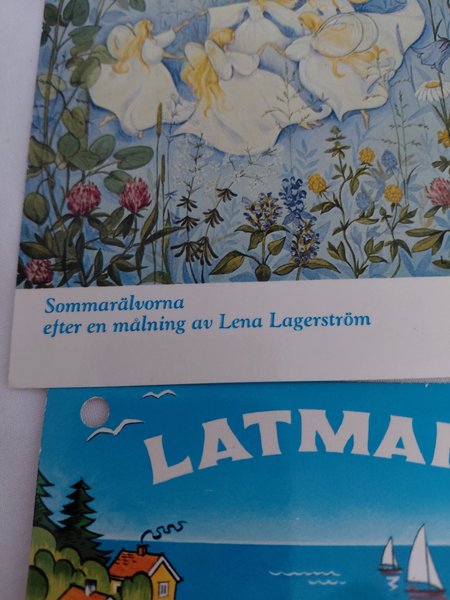 Sommarälvorna
efter en målning av Lena Lagerström
LATMA